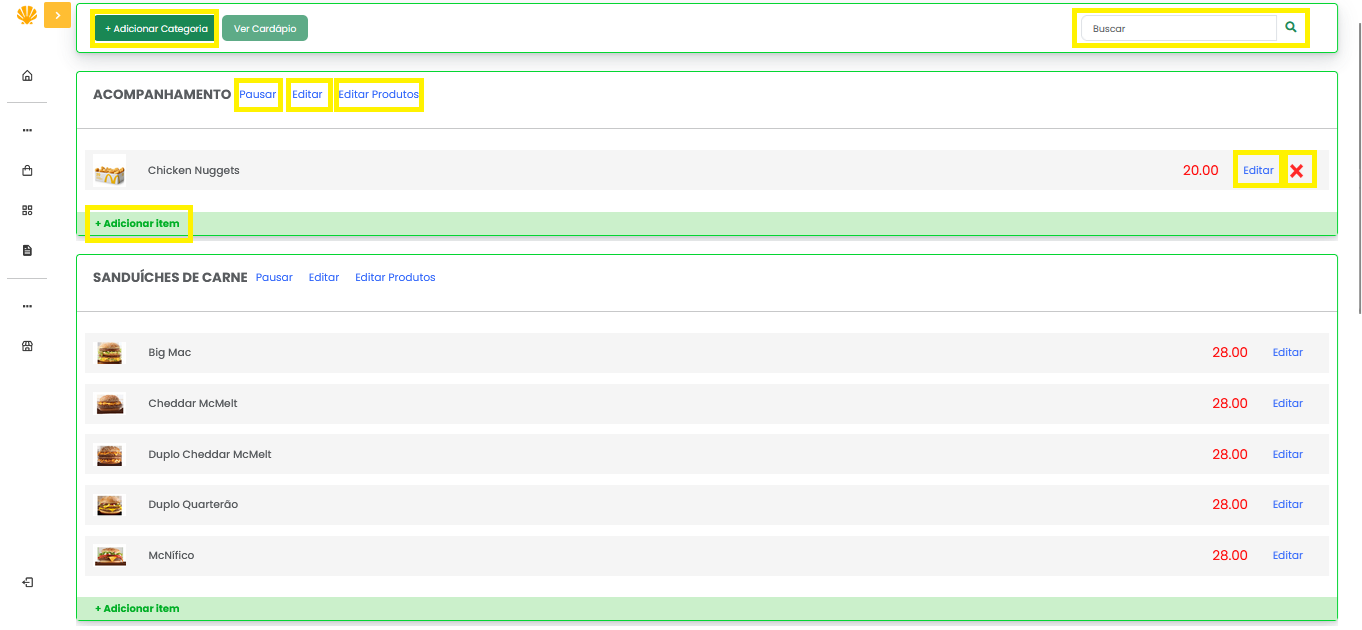 + Adicionar Categoria Ver Cardápio Buscar
ACOMPANHAMENTO Pausar Editar Editar Produtos
Chicken Nuggets 20.00 Editar
+ Adicionar item
SANDUÍCHES DE CARNE Pausar Editar Editar Produtos
Big Mac 28.00 Editar
Cheddar McMelt 28.00 Editar
Duplo Cheddar McMelt 28.00 Editar
Duplo Quarterão 28.00 Editar
McNífico 28.00 Editar
+ Adicionar item